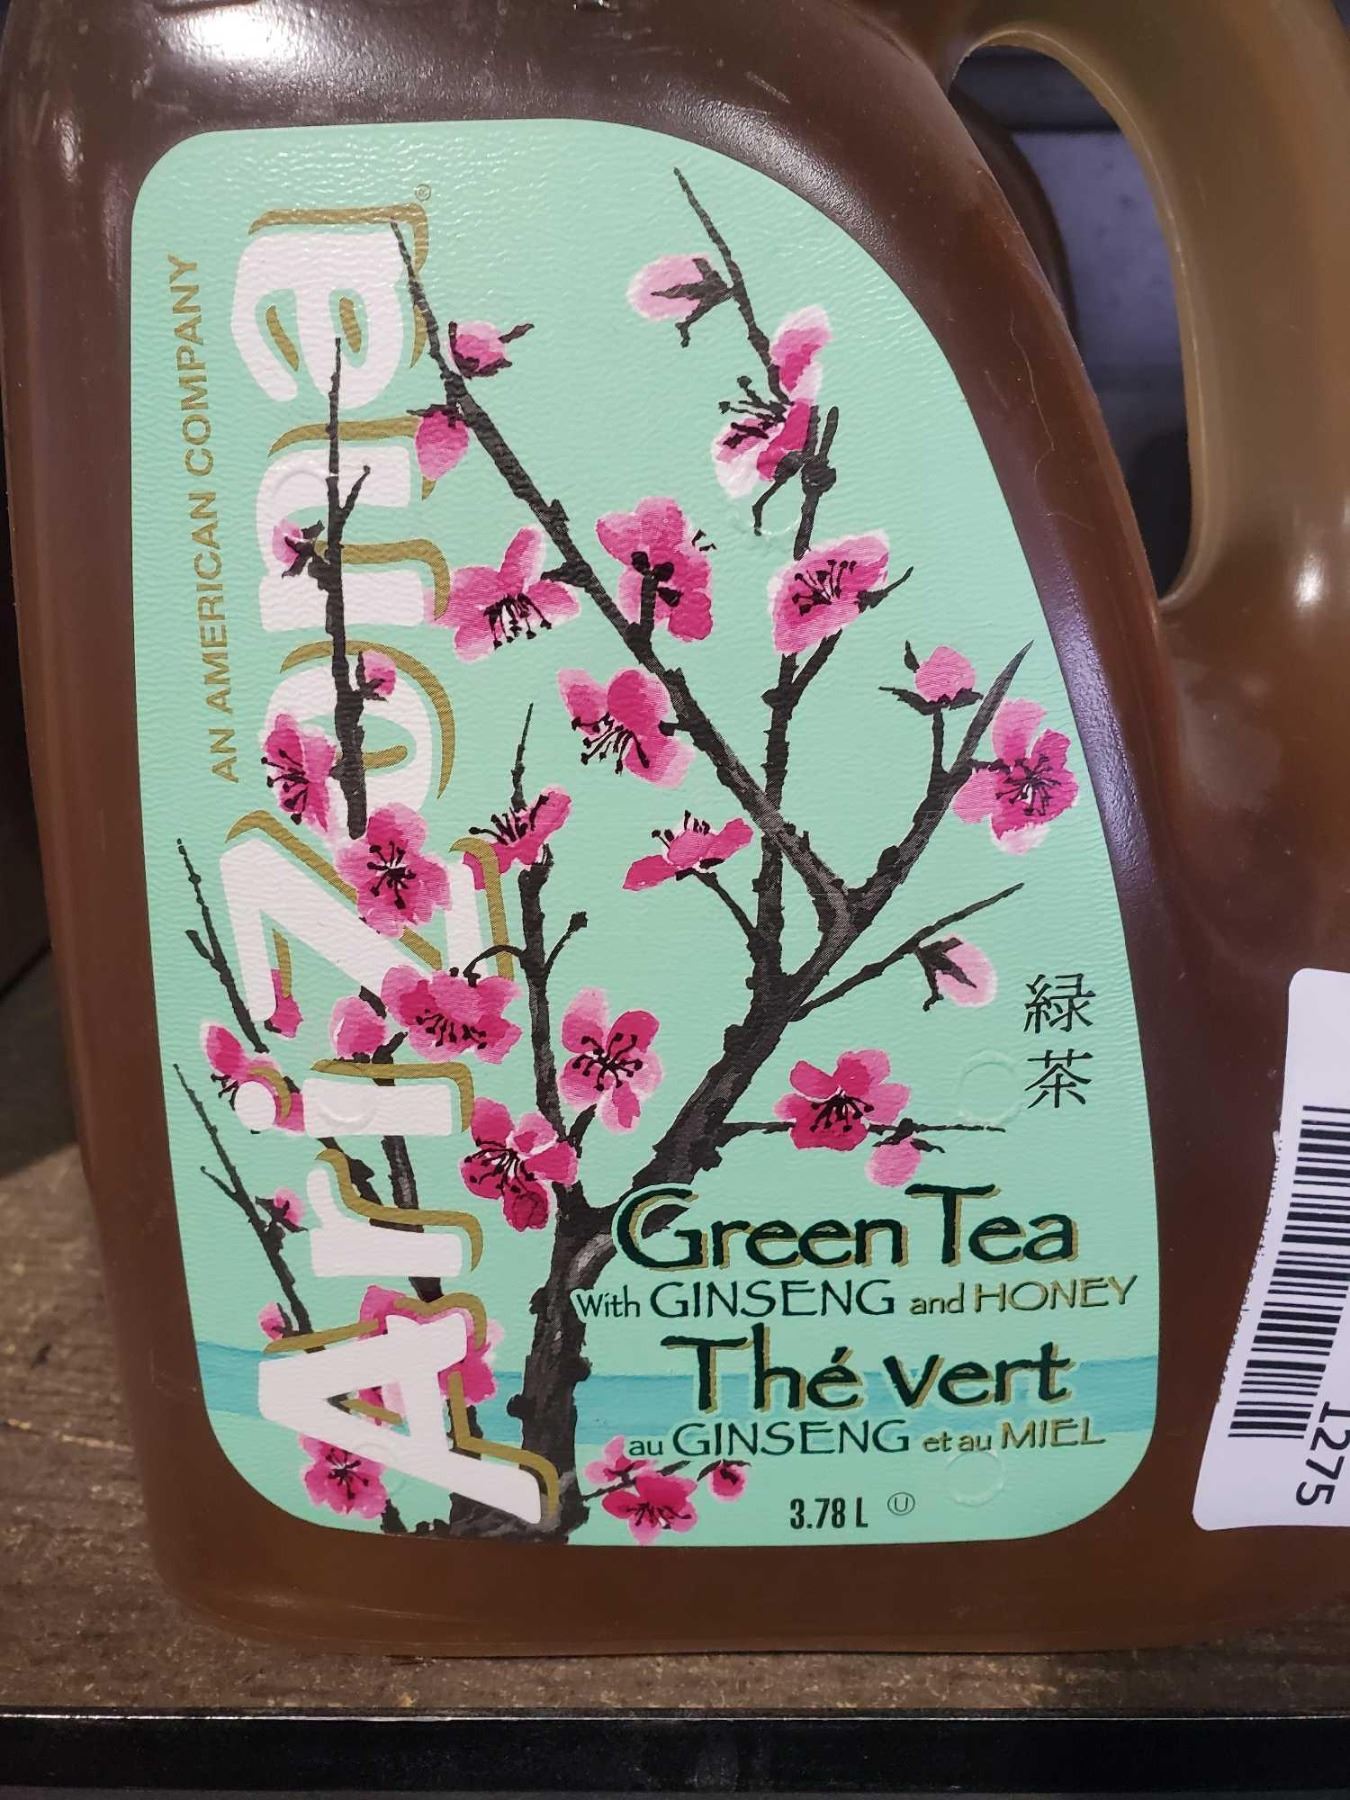 AN AMERICAN COMPANY
AriZona®
緑茶
Green Tea
With GINSENG and HONEY
Thé vert
au GINSENG et au MIEL
3.78 L Ⓤ
1275